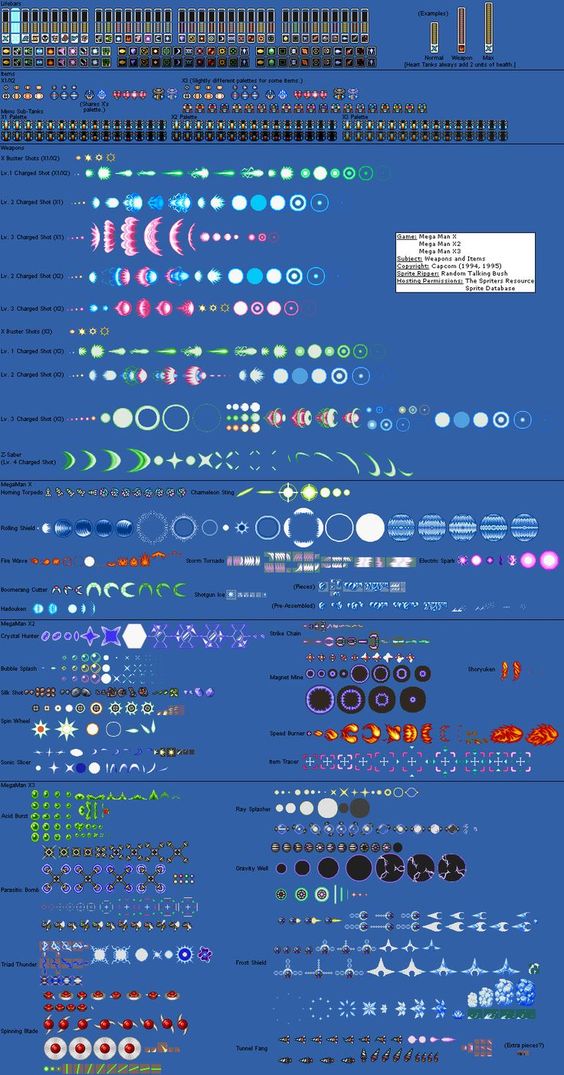 Lifebars
(Examples)
Normal Weapon Max
[Heart Tanks always add 2 units of health.]
Items
X1/X2
X3 (Slightly different palettes for some items.)
(Shares X's
palette.)
Menu Sub-Tanks
X1 Palette
X2 Palette
X3 Palette
Weapons
X Buster Shots (X1/X2)
Lv.1 Charged Shot (X1/X2)
Lv. 2 Charged Shot (X1)
Lv. 3 Charged Shot (X1)
Game: Mega Man X
Mega Man X2
Mega Man X3
Subject: Weapons and Items
Copyright: Capcom (1994, 1995)
Sprite Ripper: Random Talking Bush
Hosting Permissions: The Spriters Resource
Sprite Database
Lv. 2 Charged Shot (X2)
Lv. 3 Charged Shot (X2)
X Buster Shots (X3)
Lv. 1 Charged Shot (X3)
Lv. 2 Charged Shot (X3)
Lv. 3 Charged Shot (X3)
Z-Saber
(Lv. 4 Charged Shot)
MegaMan X
Homing Torpedo
Chameleon Sting
Rolling Shield
Fire Wave
Storm Tornado
Electric Spark
Boomerang Cutter
Shotgun Ice
(Pieces)
Hadouken
(Pre-Assembled)
MegaMan X2
Crystal Hunter
Strike Chain
Bubble Splash
Magnet Mine
Shoryuken
Silk Shot
Spin Wheel
Speed Burner
Sonic Slicer
Item Tracer
MegaMan X3
Acid Burst
Ray Splasher
Parasitic Bomb
Gravity Well
Triad Thunder
Frost Shield
Spinning Blade
Tunnel Fang
(Extra pieces?)